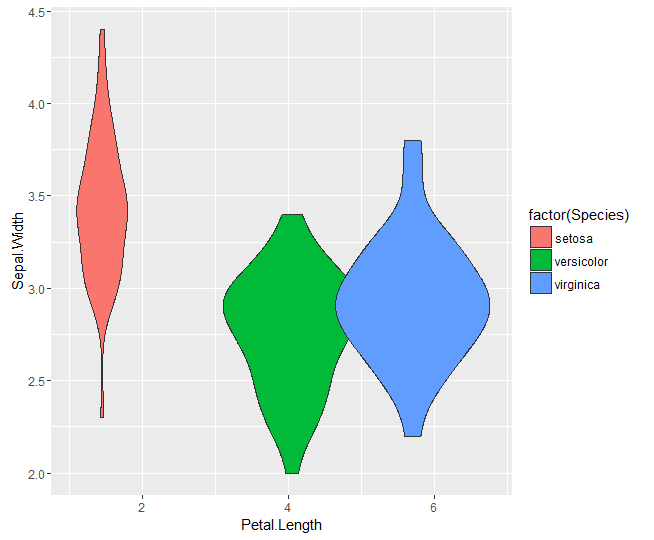 4.5
4.0
3.5
3.0
2.5
2.0
Sepal.Width
2
4
6
Petal.Length
factor(Species)
setosa
versicolor
virginica